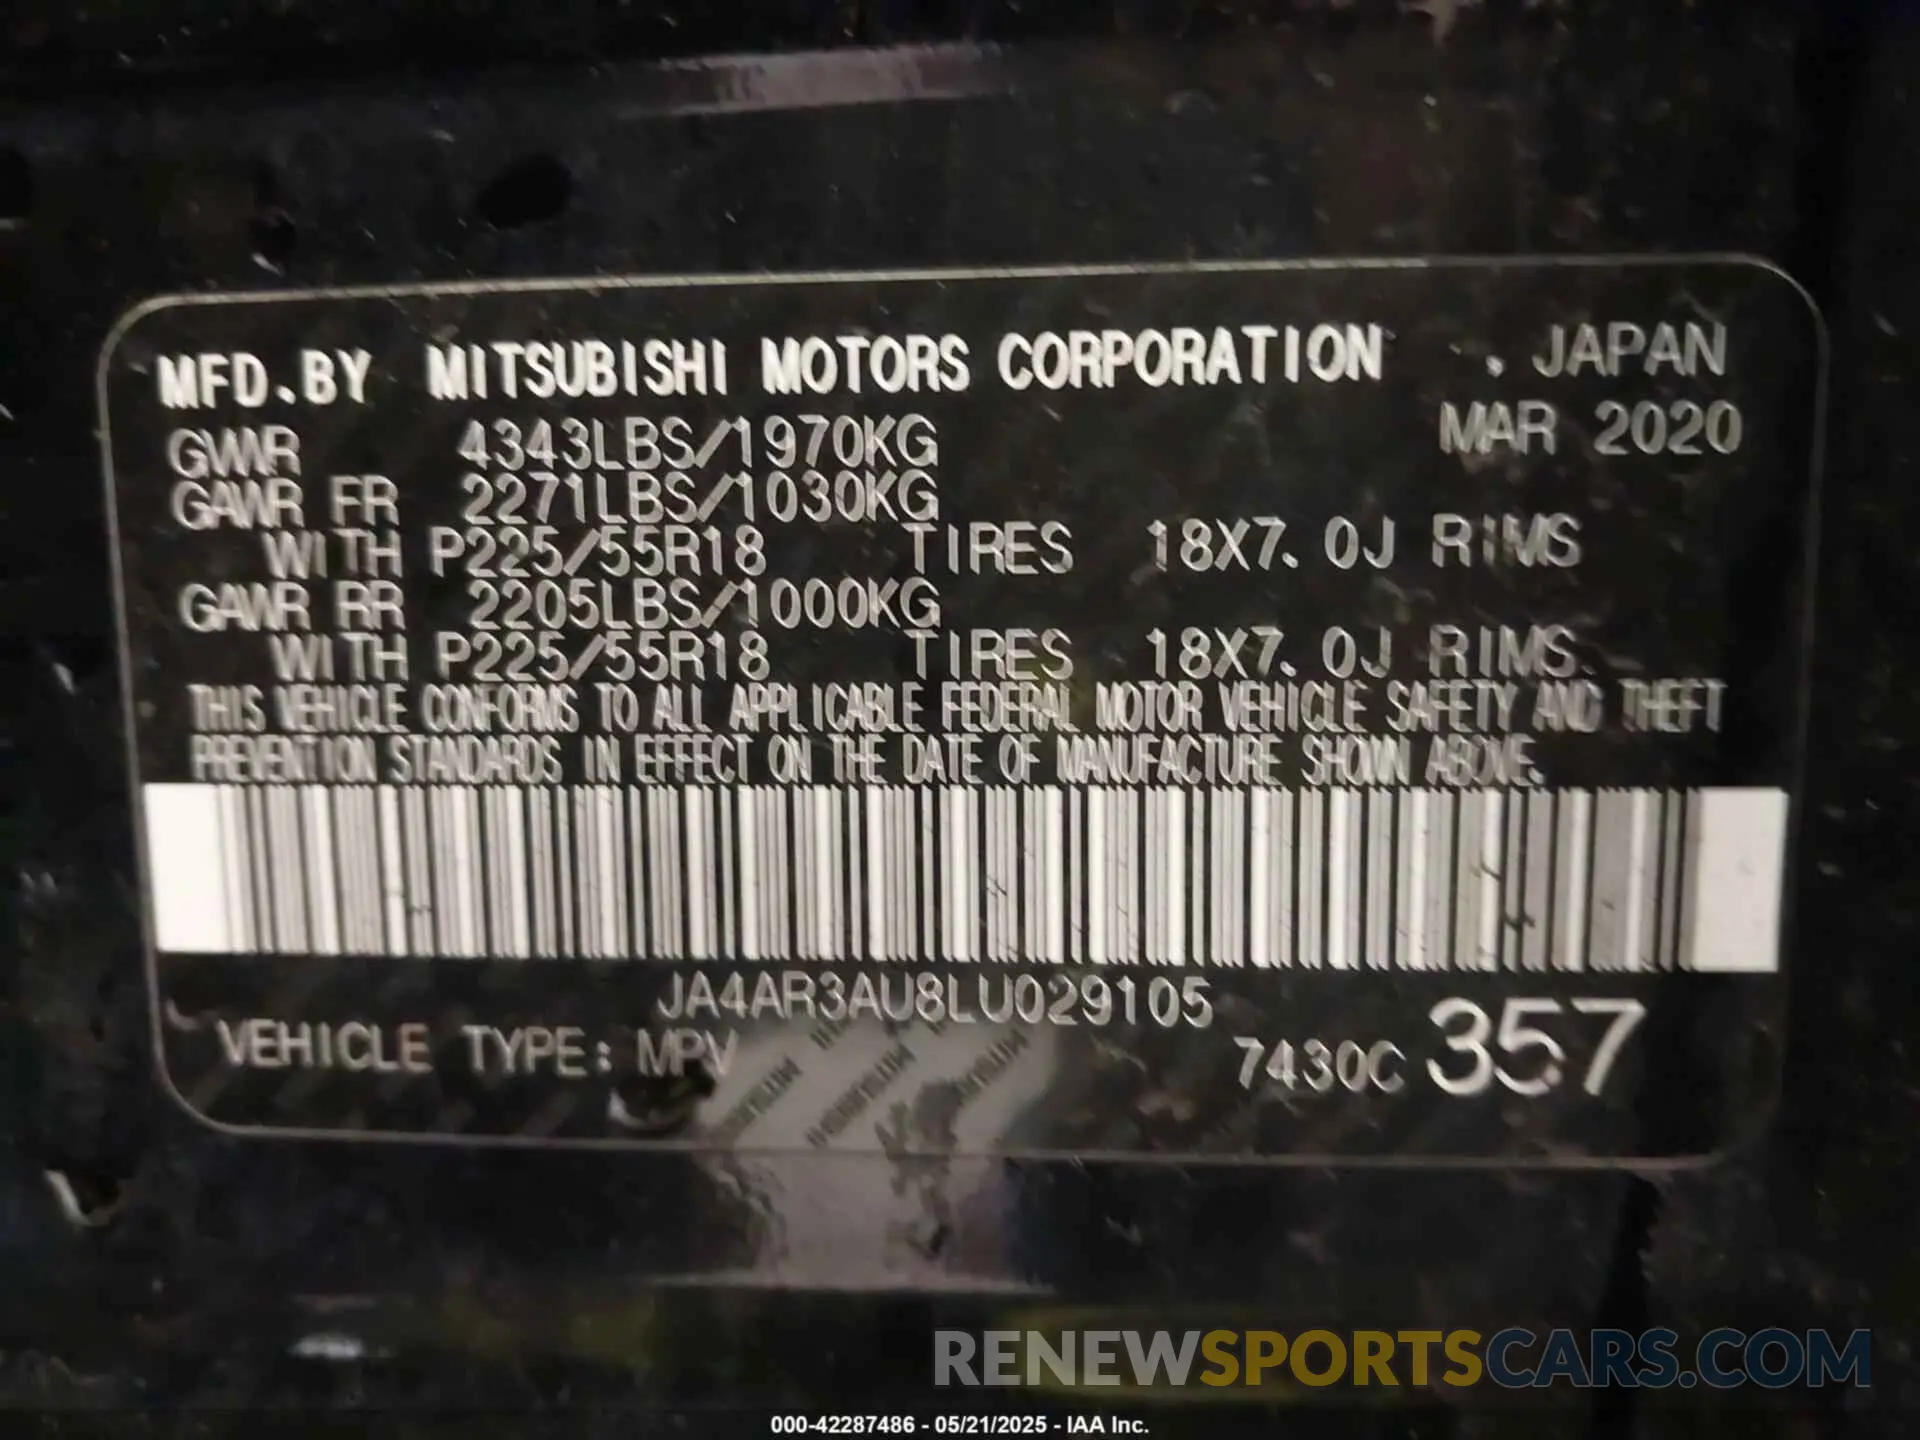 MFD.BY MITSUBISHI MOTORS CORPORATION . JAPAN
GVWR 4343LBS/1970KG MAR 2020
GAWR FR 2271LBS/1030KG
WITH P225/55R18 TIRES 18X7.0J RIMS
GAWR RR 2205LBS/1000KG
WITH P225/55R18 TIRES 18X7.0J RIMS
THIS VEHICLE CONFORMS TO ALL APPLICABLE FEDERAL MOTOR VEHICLE SAFETY AND THEFT
PREVENTION STANDARDS IN EFFECT ON THE DATE OF MANUFACTURE SHOWN ABOVE.
JA4AR3AU8LU029105
VEHICLE TYPE: MPV 7430C 357
RENEWSPORTSCARS.COM
000-42287486 - 05/21/2025 - IAA Inc.